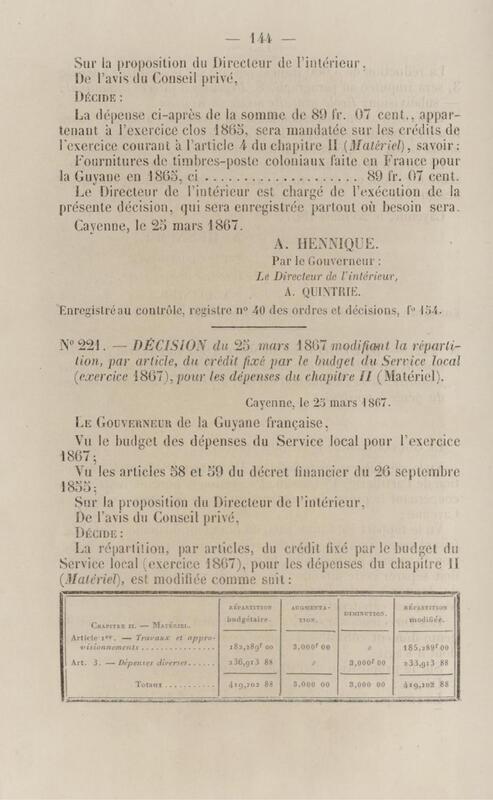 — 144 —
Sur la proposition du Directeur de l'intérieur,
De l'avis du Conseil privé,
DÉCIDE :
La dépense ci-après de la somme de 89 fr. 07 cent., appar-
tenant à l'exercice clos 1865, sera mandatée sur les crédits de
l'exercice courant à l'article 4 du chapitre II (Matériel), savoir :
Fournitures de timbres-poste coloniaux faite en France pour
la Guyane en 1865, ci ................... 89 fr. 07 cent.
Le Directeur de l'intérieur est chargé de l'exécution de la
présente décision, qui sera enregistrée partout où besoin sera.
Cayenne, le 25 mars 1867.
A. HENNIQUE.
Par le Gouverneur :
Le Directeur de l'intérieur,
A. QUINTRIE.
Enregistré au contrôle, registre n° 40 des ordres et décisions, f° 154.
N° 221. — DÉCISION du 25 mars 1867 modifiant la réparti-
tion, par article, du crédit fixé par le budget du Service local
(exercice 1867), pour les dépenses du chapitre II (Matériel).
Cayenne, le 25 mars 1867.
LE GOUVERNEUR de la Guyane française,
Vu le budget des dépenses du Service local pour l'exercice
1867;
Vu les articles 58 et 59 du décret financier du 26 septembre
1855;
Sur la proposition du Directeur de l'intérieur,
De l'avis du Conseil privé,
DÉCIDE :
La répartition, par articles, du crédit fixé par le budget du
Service local (exercice 1867), pour les dépenses du chapitre II
(Matériel), est modifiée comme suit :
CHAPITRE II. — MATÉRIEL. RÉPARTITION budgétaire. AUGMENTA- TION. DIMINUTION. RÉPARTITION modifiée.
Article 1er. — Travaux et appro-
visionnements ............... 182,289f 00 3,000f 00 " 185,289f 00
Art. 3. — Dépenses diverses...... 236,913 88 " 3,000f 00 233,913 88
Totaux ........... 419,202 88 3,000 00 3,000 00 419,202 88